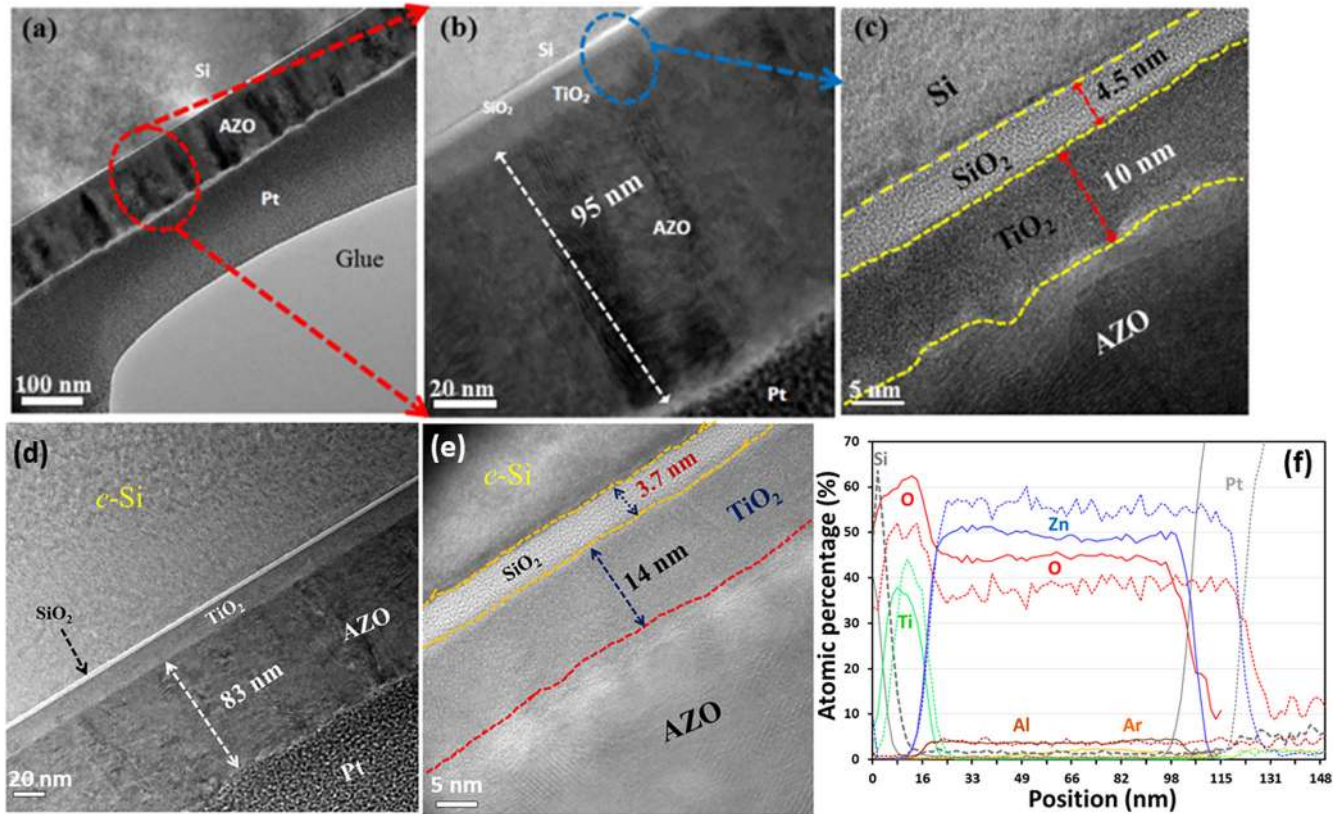 (a)
Si
AZO
Pt
Glue
100 nm
(b)
Si
SiO₂
TiO₂
95 nm
AZO
20 nm
Pt
(c)
Si
4.5 nm
SiO₂
10 nm
TiO₂
AZO
5 nm
(d)
c-Si
SiO₂
TiO₂
AZO
83 nm
Pt
20 nm
(e)
c-Si
3.7 nm
TiO₂
SiO₂
14 nm
AZO
5 nm
(f)
Atomic percentage (%)
70
60
50
40
30
20
10
0
Si
O
Pt
Zn
O
Ti
Al
Ar
0 16 33 49 66 82 98 115 131 148
Position (nm)